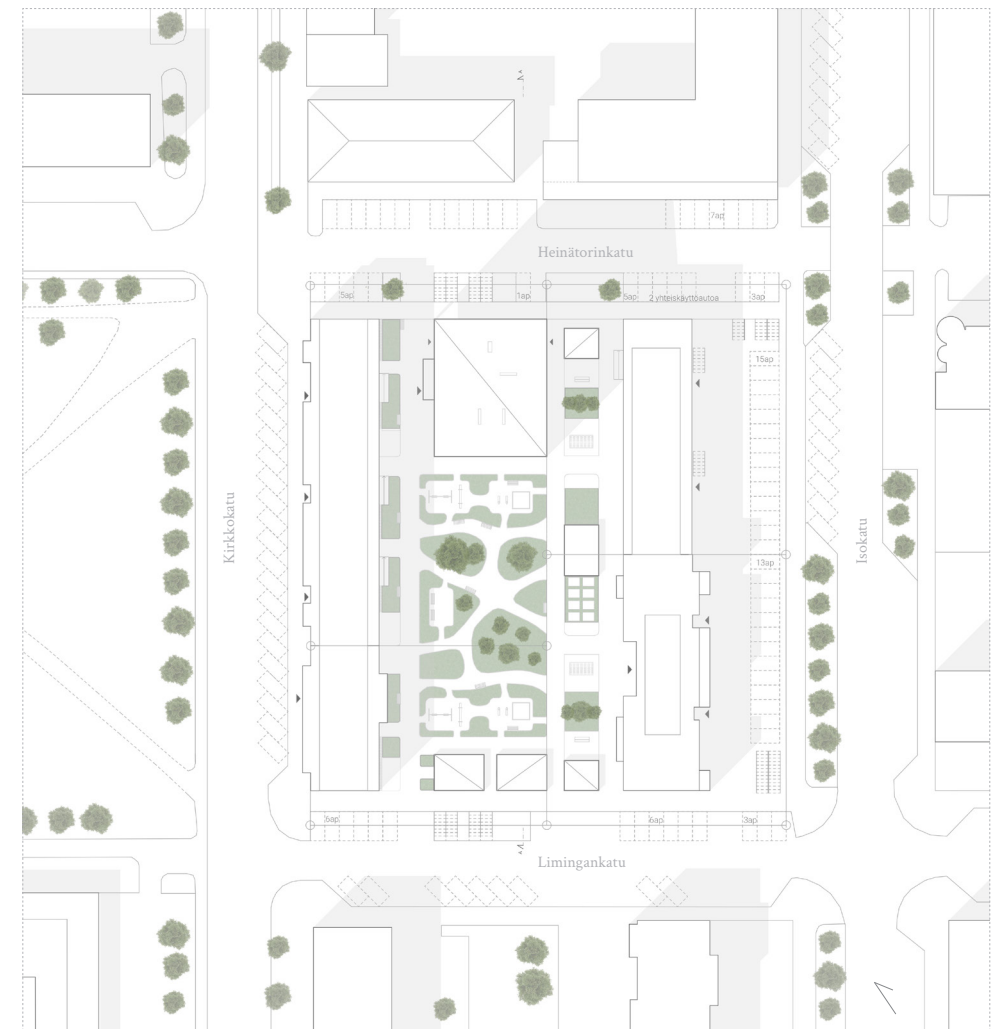 7ap
Heinätorinkatu
5ap
1ap
5ap
2 yhteiskäyttöautoa
3ap
15ap
Kirkkokatu
Isokatu
13ap
6ap
6ap
3ap
Limingankatu